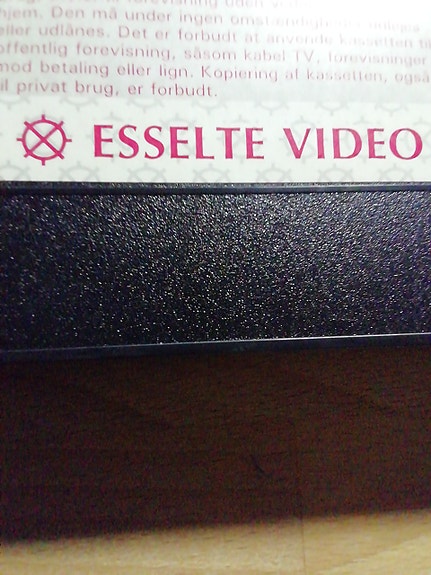 hjem. Den må under ingen omstændigheder
eller udlånes. Det er forbudt at anvende kassetten til
offentlig forevisning, såsom kabel TV, forevisninger
mod betaling eller lign. Kopiering af kassetten, også
til privat brug, er forbudt.
ESSELTE VIDEO